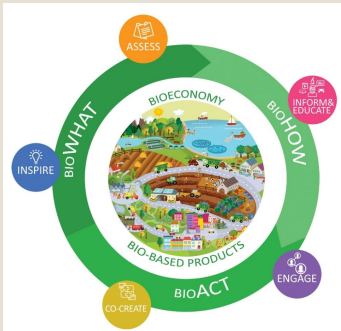 ASSESS
BIOECONOMY
BIOWHAT
BIOHOW
INFORM&
EDUCATE
INSPIRE
BIO-BASED PRODUCTS
BIOACT
ENGAGE
CO-CREATE